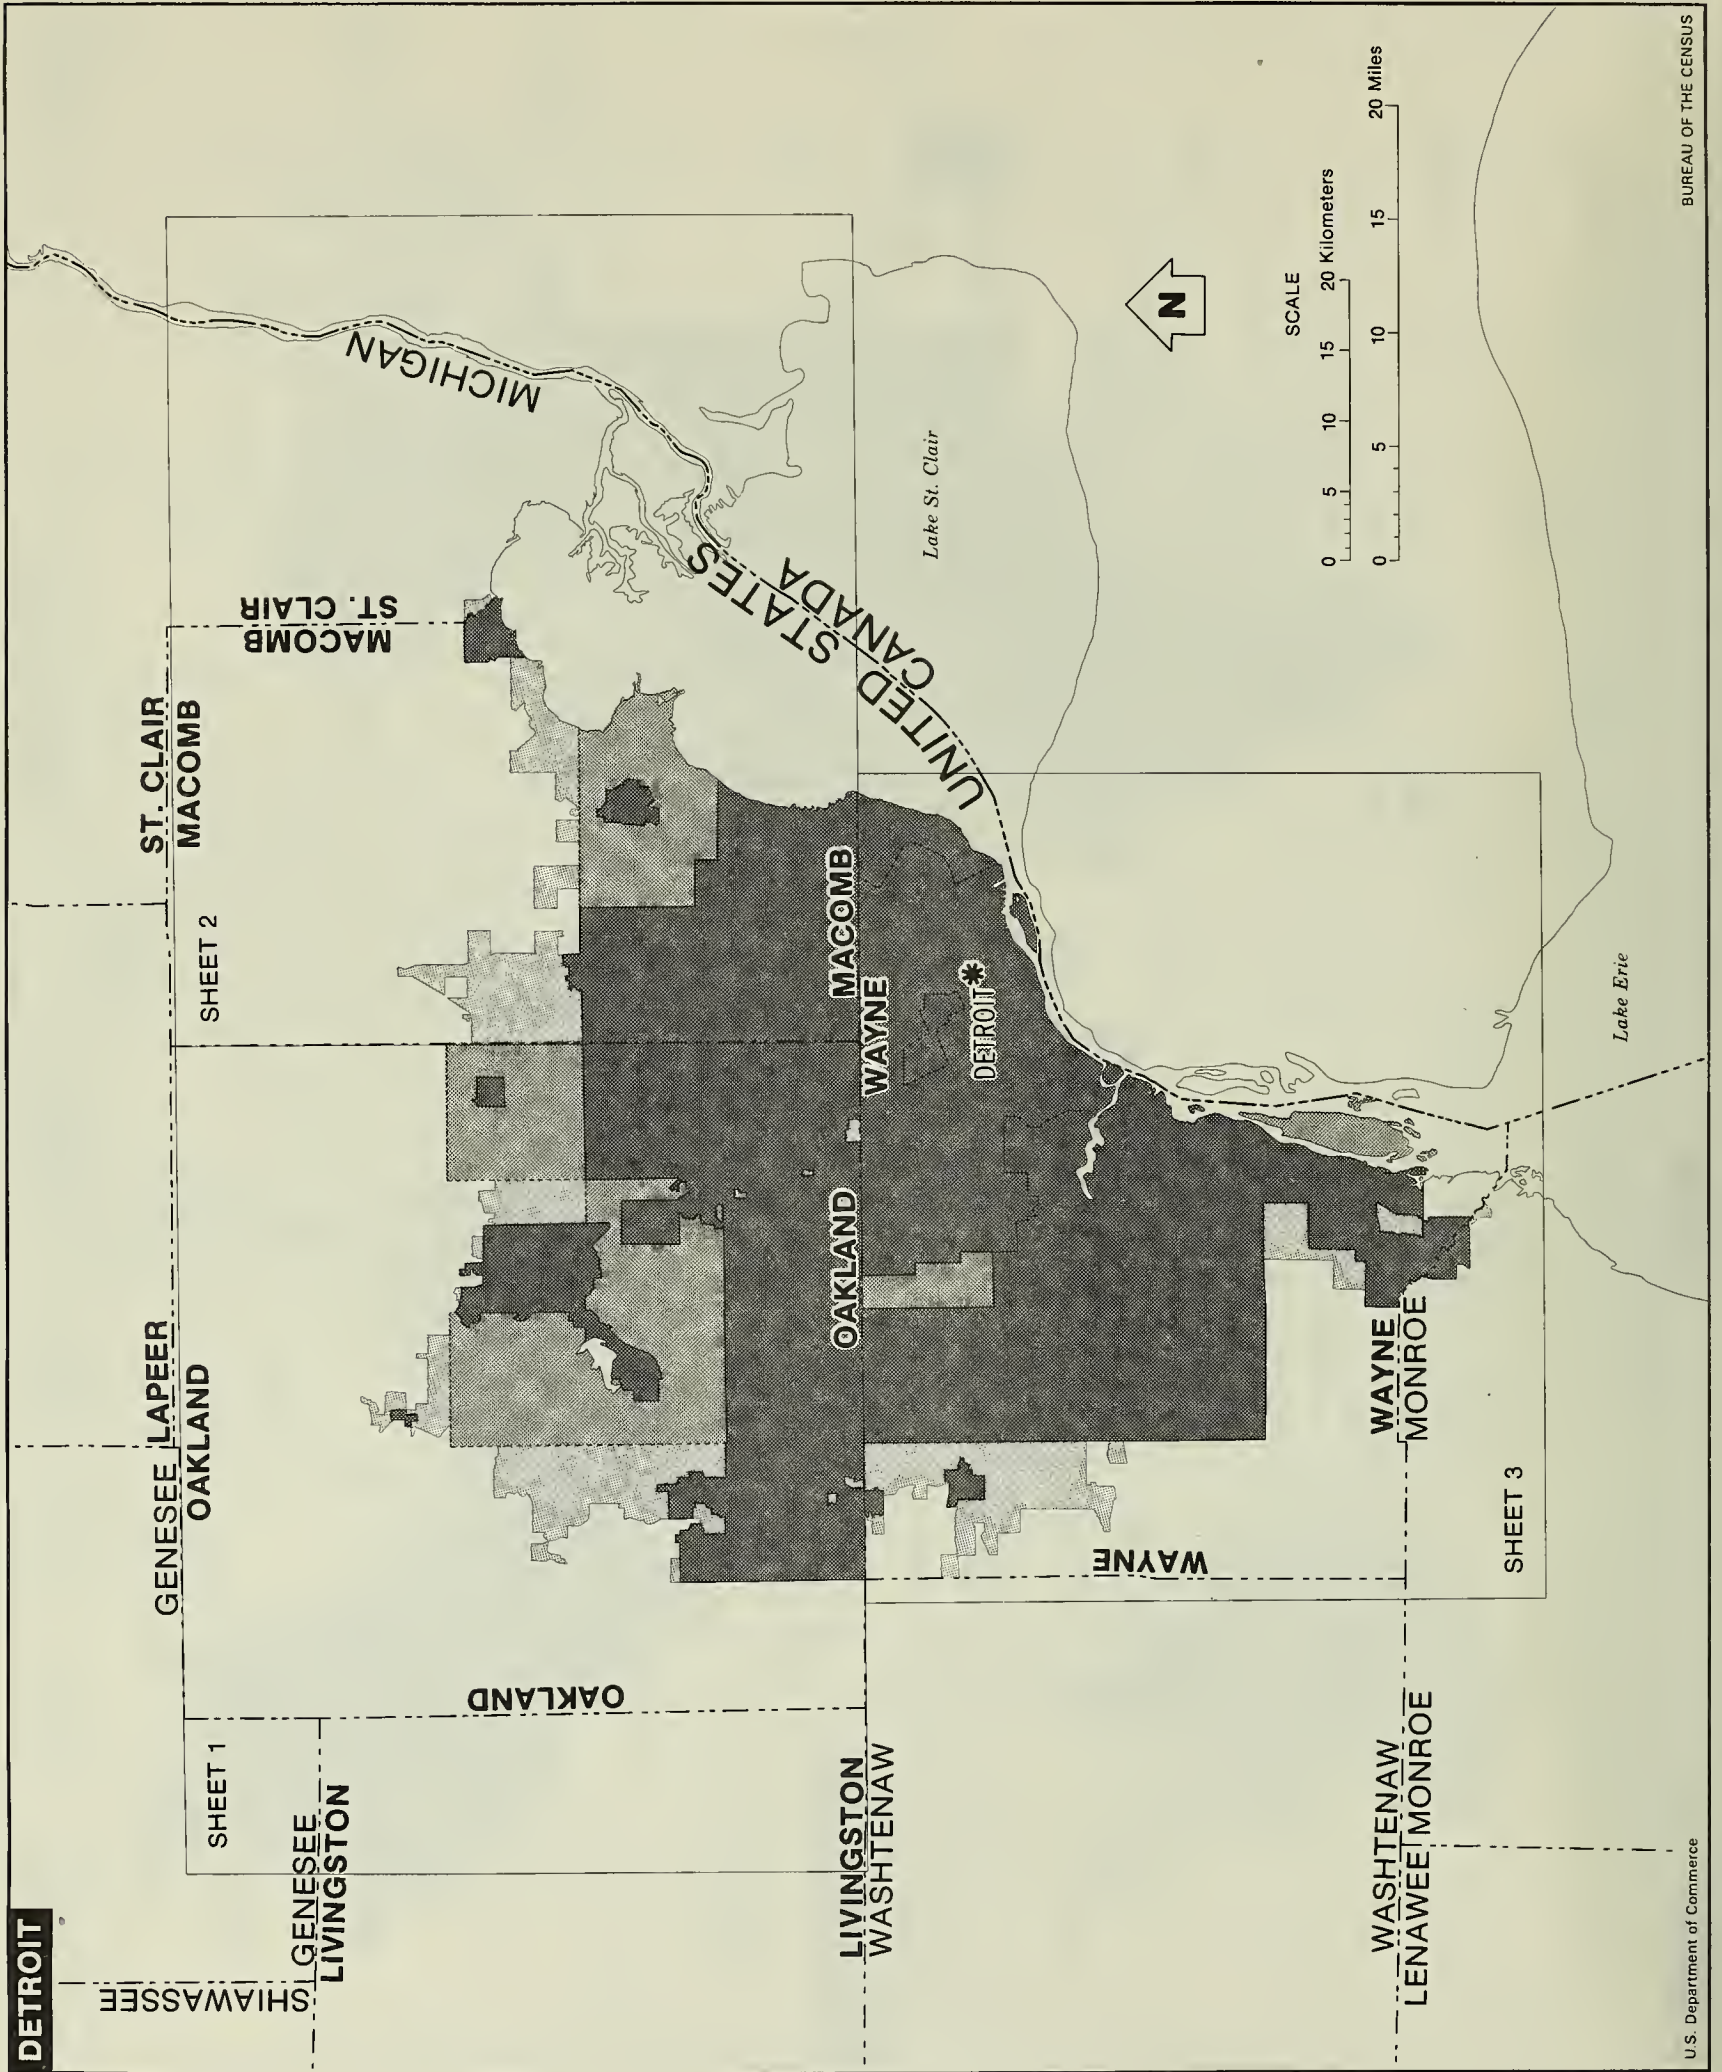 DETROIT
SHIAWASSEE
GENESEE
LIVINGSTON
GENESEE
LAPEER
OAKLAND
ST. CLAIR
MACOMB
SHEET 1
SHEET 2
MACOMB
ST. CLAIR
MICHIGAN
OAKLAND
UNITED STATES
CANADA
LIVINGSTON
WASHTENAW
OAKLAND
MACOMB
WAYNE
DETROIT
Lake St. Clair
WAYNE
N
WASHTENAW
LENAWEE
MONROE
WAYNE
MONROE
SHEET 3
Lake Erie
SCALE
0 5 10 15 20 Kilometers
0 5 10 15 20 Miles
U.S. Department of Commerce
BUREAU OF THE CENSUS